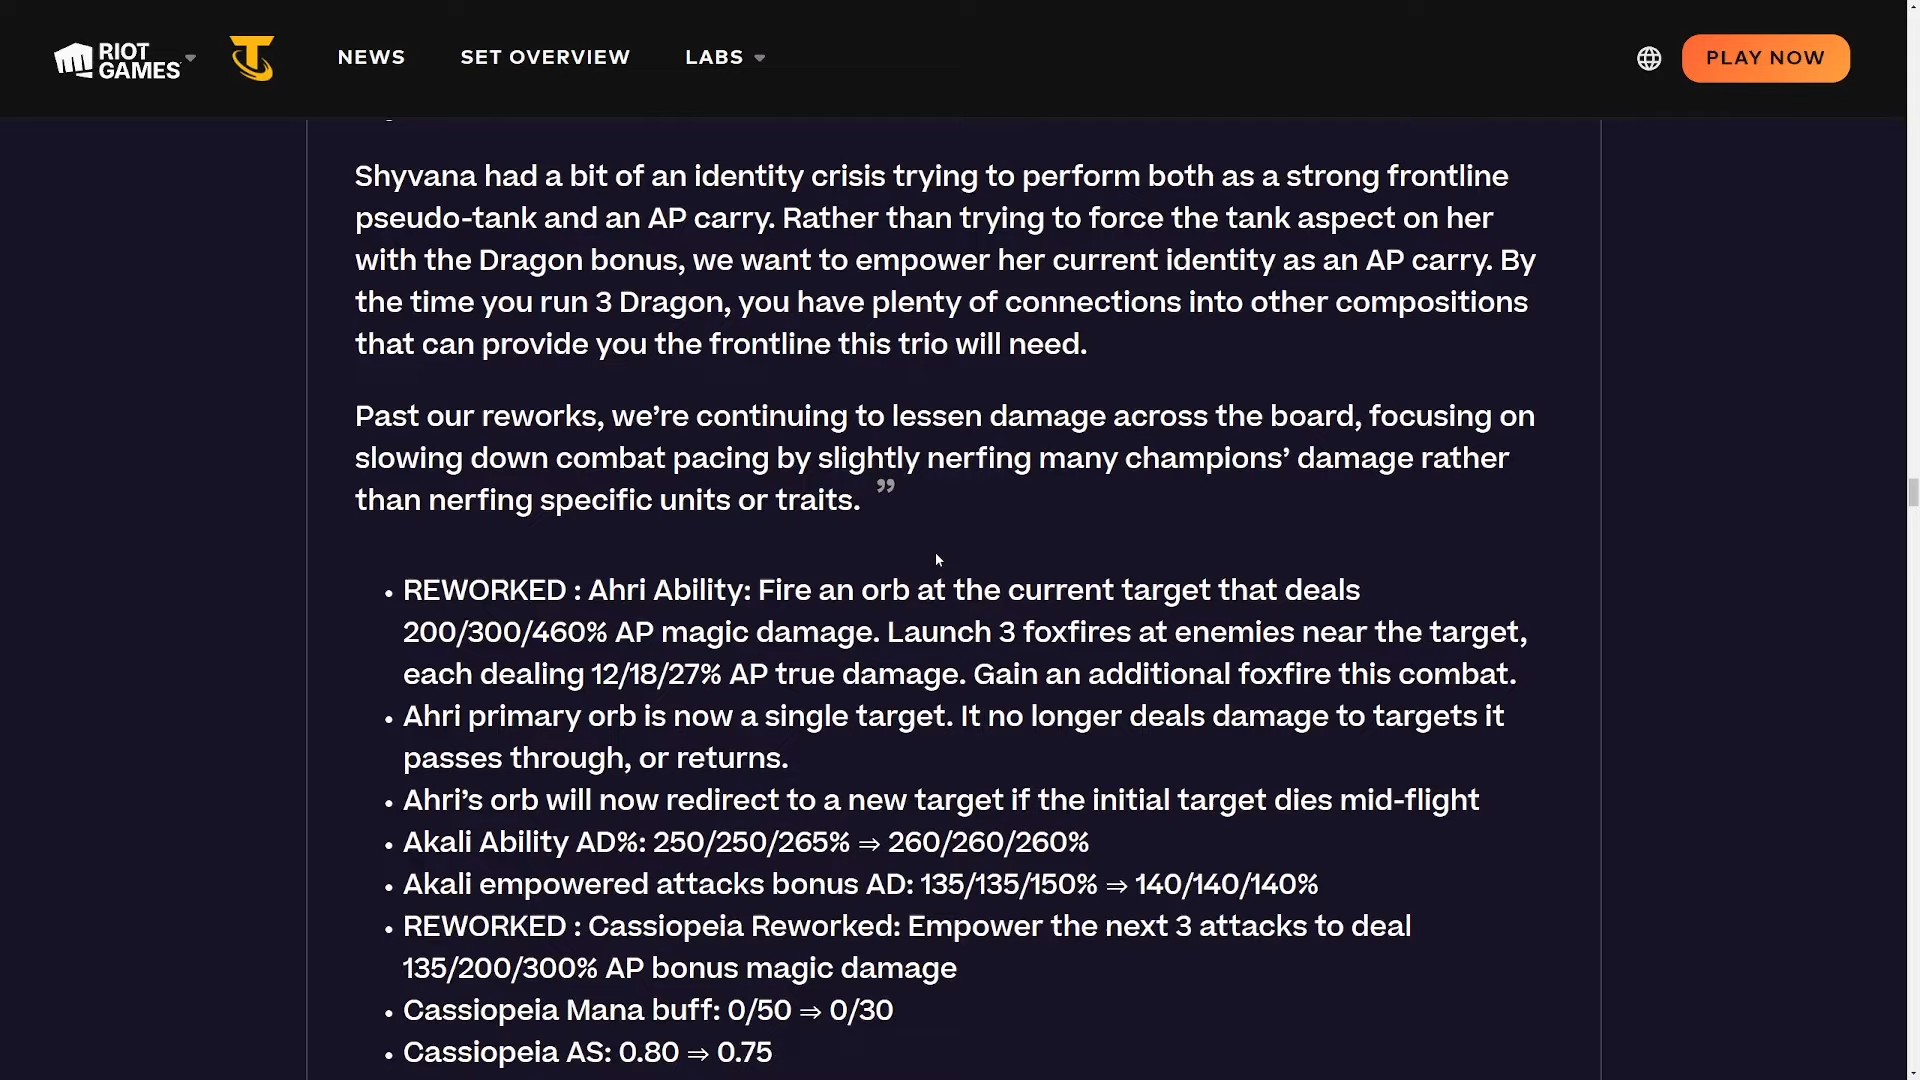 RIOT GAMES
NEWS
SET OVERVIEW
LABS
PLAY NOW
Shyvana had a bit of an identity crisis trying to perform both as a strong frontline
pseudo-tank and an AP carry. Rather than trying to force the tank aspect on her
with the Dragon bonus, we want to empower her current identity as an AP carry. By
the time you run 3 Dragon, you have plenty of connections into other compositions
that can provide you the frontline this trio will need.
Past our reworks, we’re continuing to lessen damage across the board, focusing on
slowing down combat pacing by slightly nerfing many champions’ damage rather
than nerfing specific units or traits. ”
• REWORKED : Ahri Ability: Fire an orb at the current target that deals
200/300/460% AP magic damage. Launch 3 foxfires at enemies near the target,
each dealing 12/18/27% AP true damage. Gain an additional foxfire this combat.
• Ahri primary orb is now a single target. It no longer deals damage to targets it
passes through, or returns.
• Ahri’s orb will now redirect to a new target if the initial target dies mid-flight
• Akali Ability AD%: 250/250/265% ⇒ 260/260/260%
• Akali empowered attacks bonus AD: 135/135/150% ⇒ 140/140/140%
• REWORKED : Cassiopeia Reworked: Empower the next 3 attacks to deal
135/200/300% AP bonus magic damage
• Cassiopeia Mana buff: 0/50 ⇒ 0/30
• Cassiopeia AS: 0.80 ⇒ 0.75